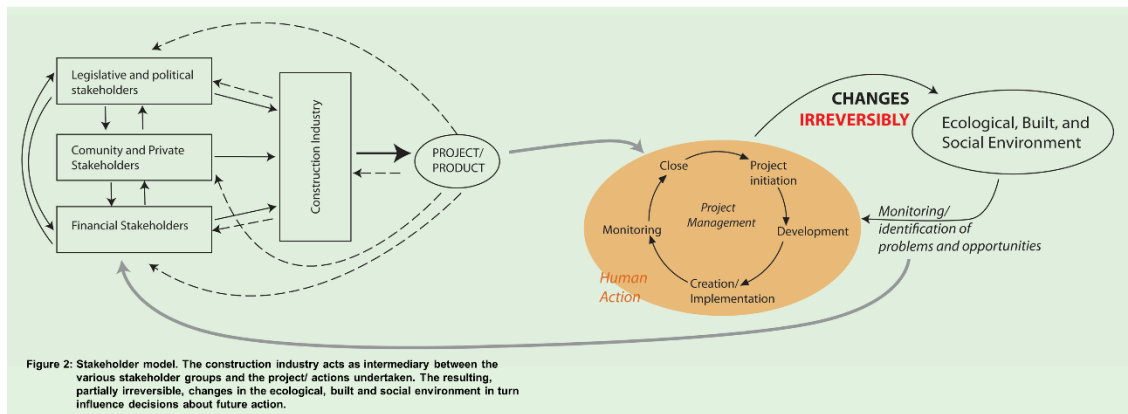 Legislative and political
stakeholders
Comunity and Private
Stakeholders
Financial Stakeholders
Construction Industry
PROJECT/
PRODUCT
CHANGES
IRREVERSIBLY
Ecological, Built, and
Social Environment
Close
Project
initiation
Project
Management
Monitoring
Development
Creation/
Implementation
Human
Action
Monitoring/
identification of
problems and opportunities
Figure 2: Stakeholder model. The construction industry acts as intermediary between the
various stakeholder groups and the project/ actions undertaken. The resulting,
partially irreversible, changes in the ecological, built and social environment in turn
influence decisions about future action.